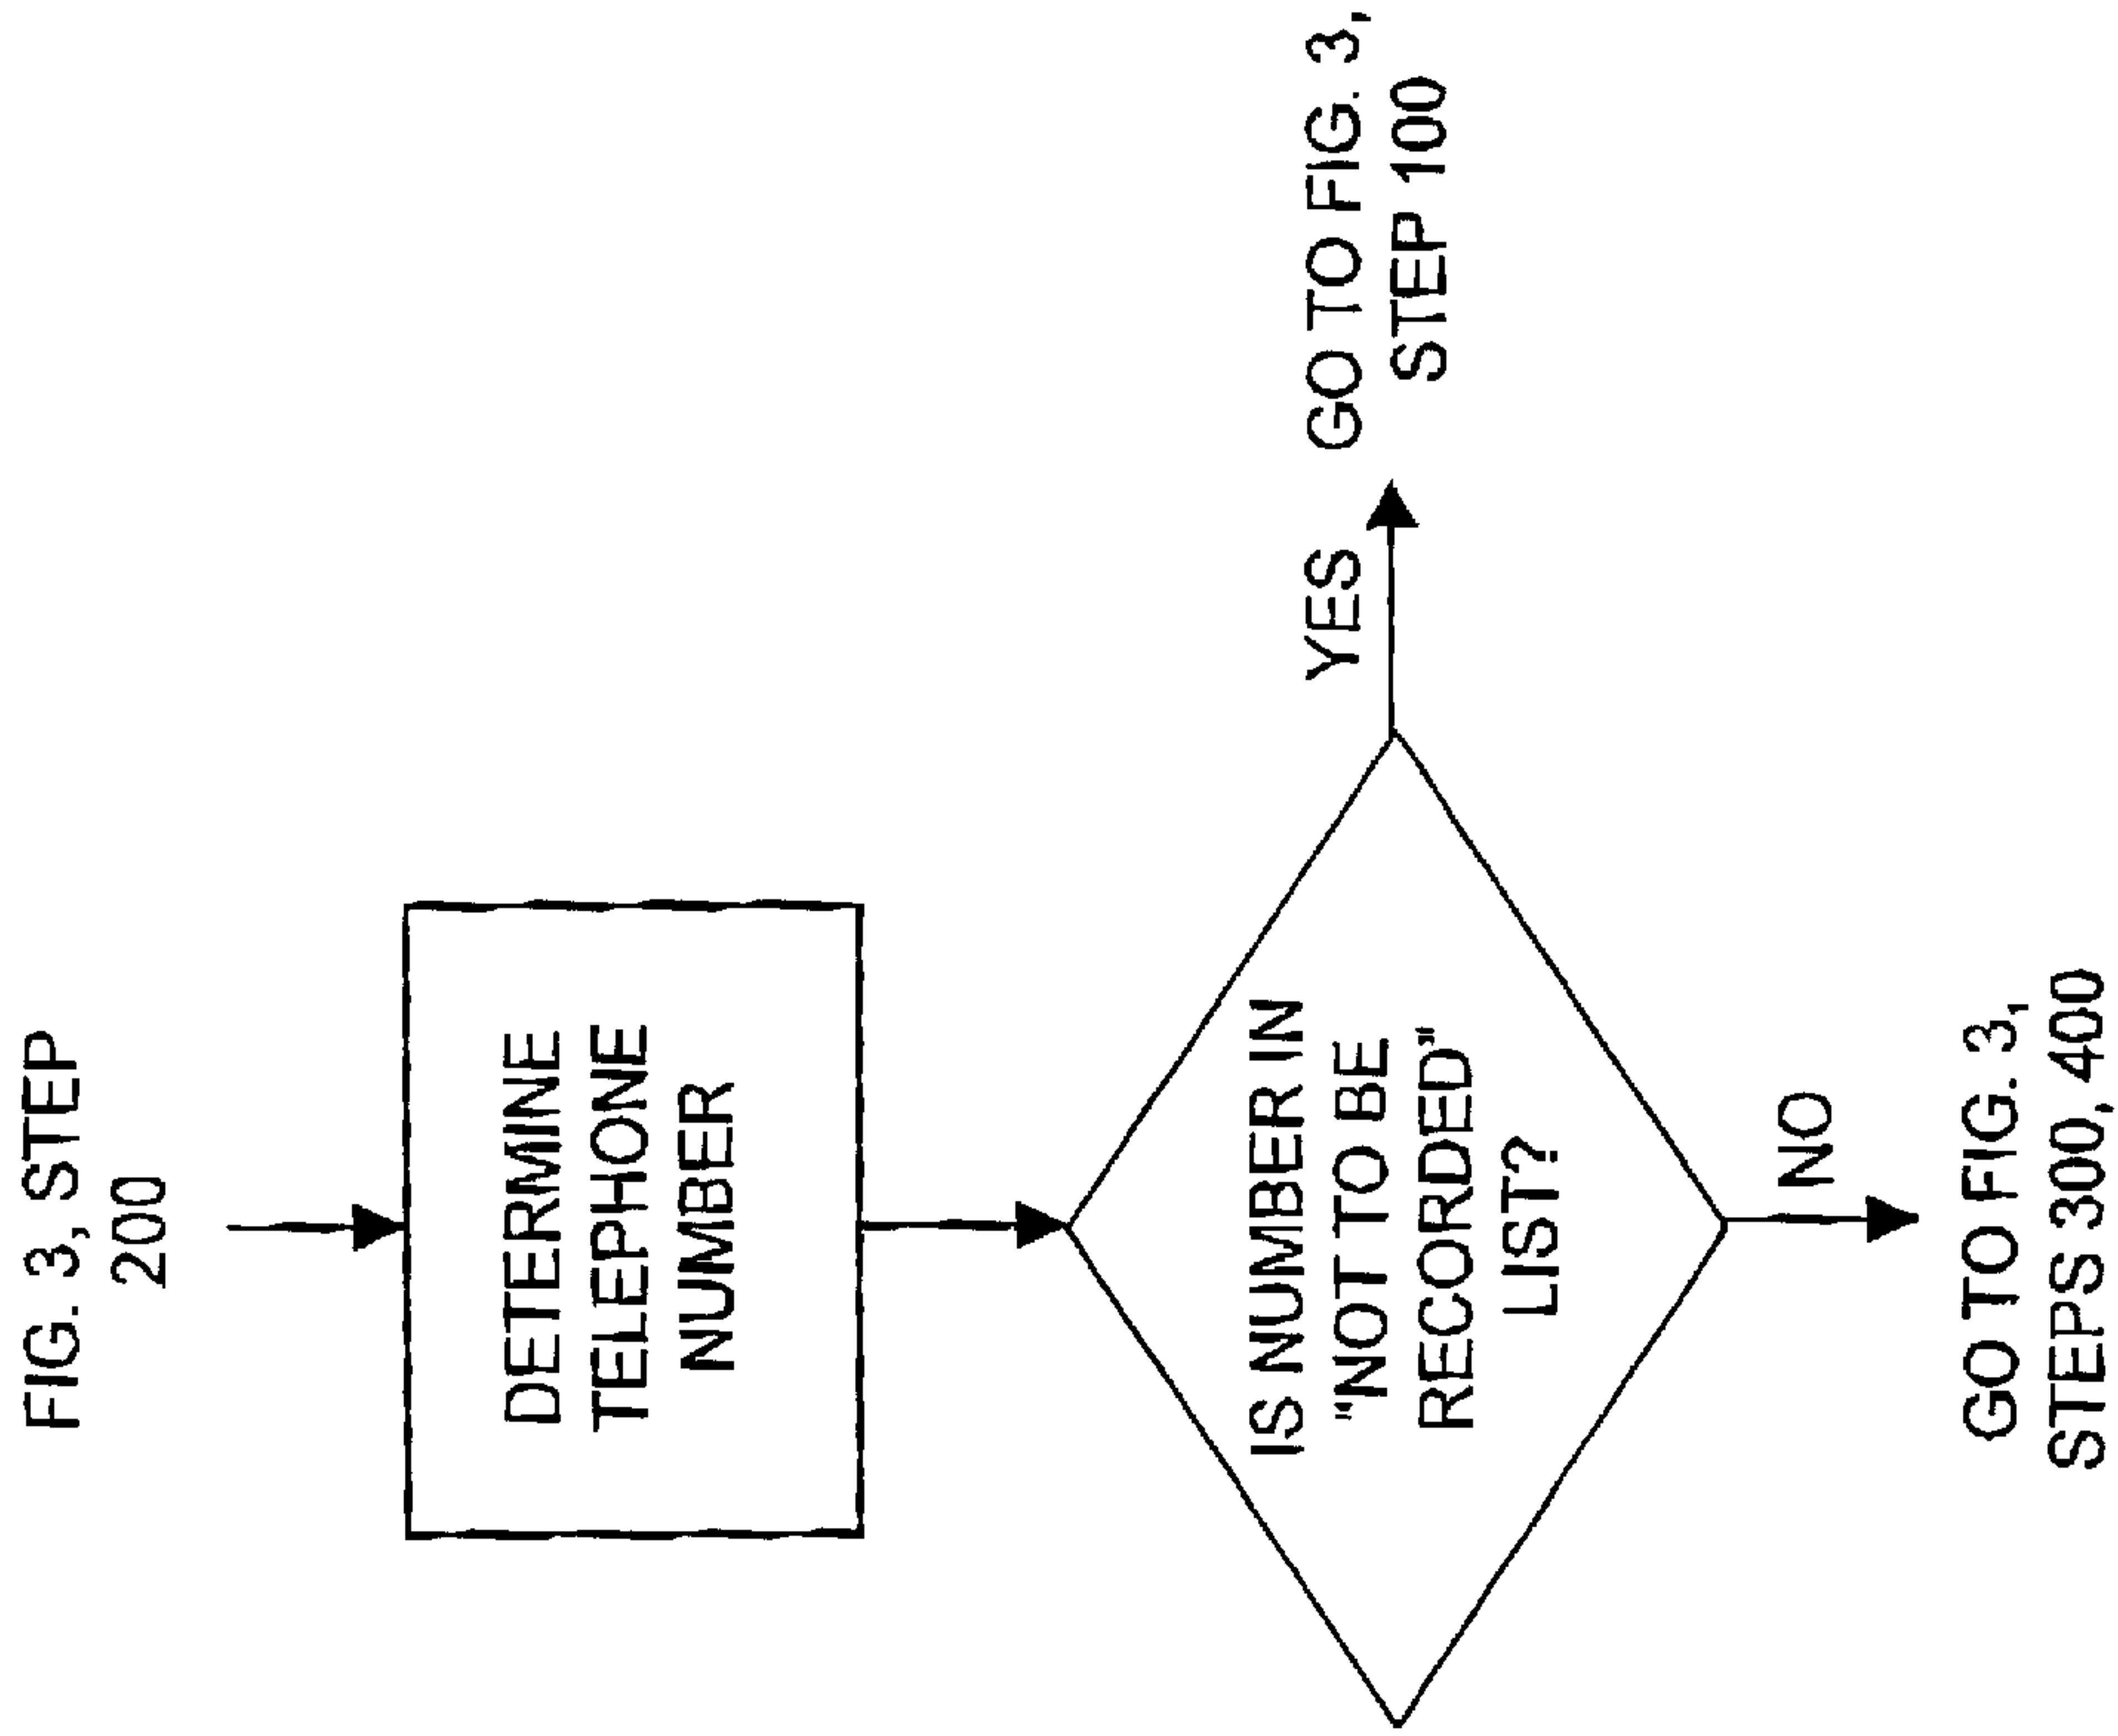 FIG. 3, STEP
200
DETERMINE
TELEPHONE
NUMBER
IS NUMBER IN
"NOT TO BE
RECORDED"
LIST?
YES
GO TO FIG. 3,
STEP 100
NO
GO TO FIG. 3,
STEPS 300, 400